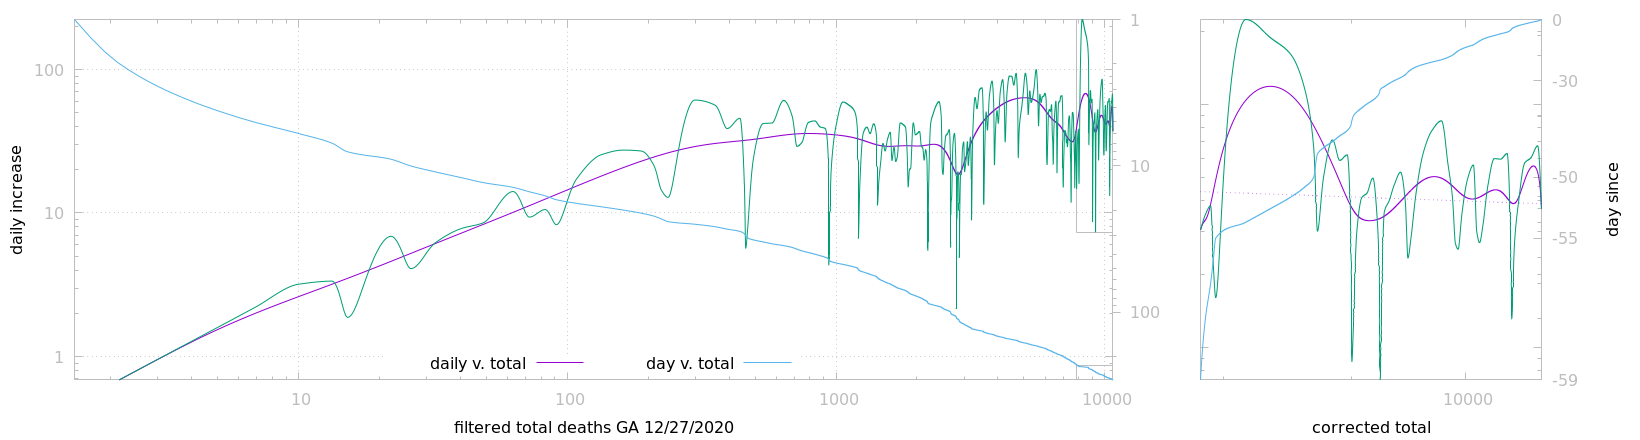 100
10
1
daily increase
daily v. total
day v. total
10
100
1000
10000
filtered total deaths GA 12/27/2020
1
10
100
0
-30
-50
-55
-59
day since
10000
corrected total